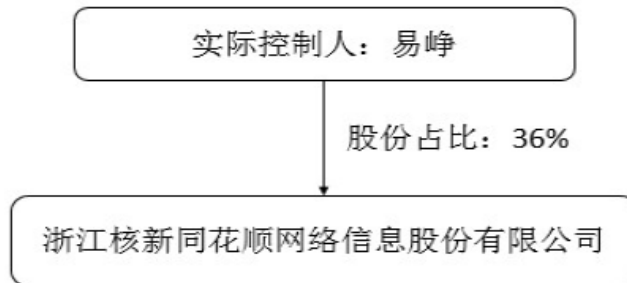 实际控制人：易峥
股份占比：36%
浙江核新同花顺网络信息股份有限公司